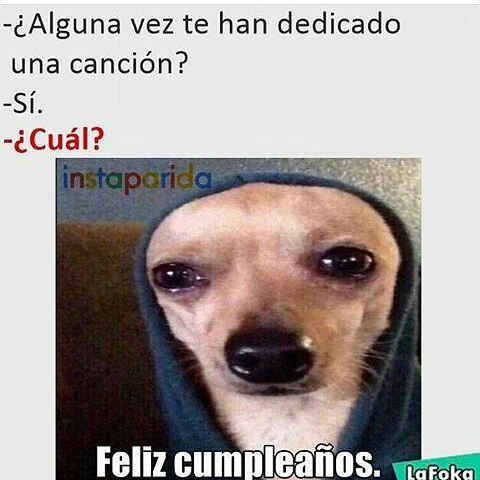 -¿Alguna vez te han dedicado
una canción?
-Sí.
-¿Cuál?
instaparida
Feliz cumpleaños.
LaFoka